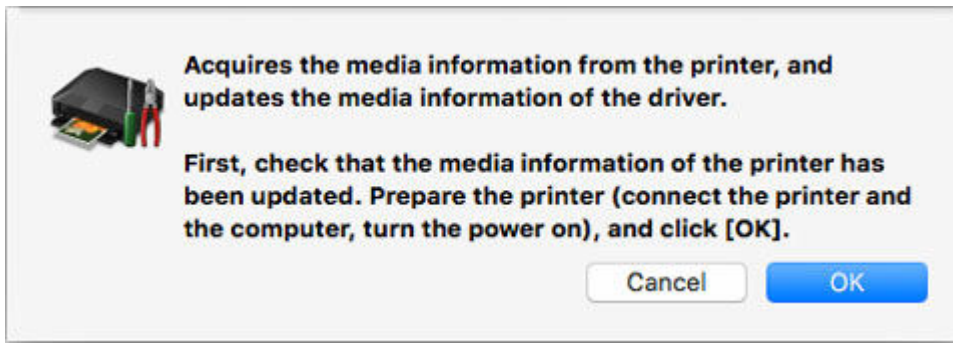 Acquires the media information from the printer, and
updates the media information of the driver.
First, check that the media information of the printer has
been updated. Prepare the printer (connect the printer and
the computer, turn the power on), and click [OK].
Cancel OK